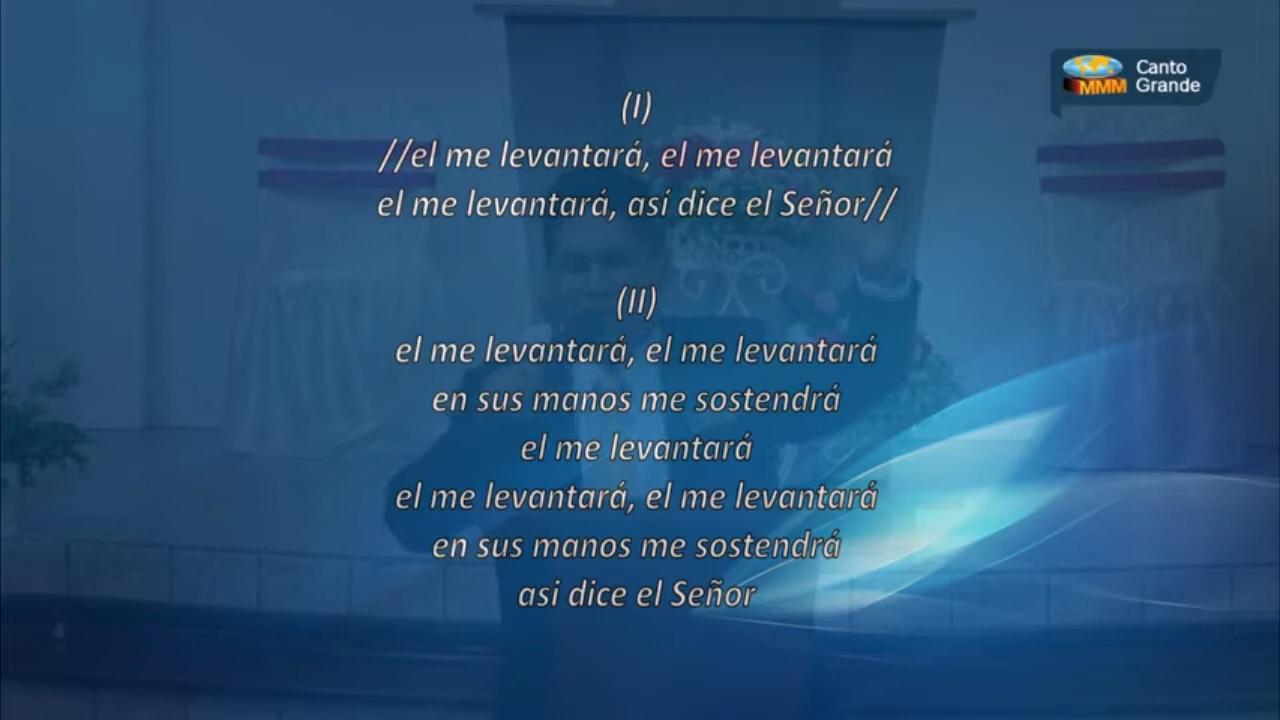 MMM
Canto
Grande
(I)
//el me levantará, el me levantará
el me levantará, así dice el Señor//
(II)
el me levantará, el me levantará
en sus manos me sostendrá
el me levantará
el me levantará, el me levantará
en sus manos me sostendrá
asi dice el Señor